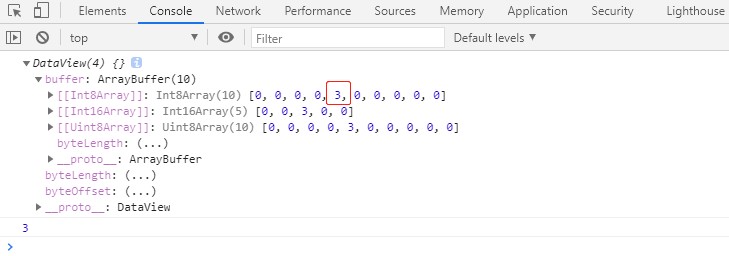 Elements Console Network Performance Sources Memory Application Security Lighthouse
top Filter Default levels
DataView(4) {} i
buffer: ArrayBuffer(10)
[[Int8Array]]: Int8Array(10) [0, 0, 0, 0, 3, 0, 0, 0, 0, 0]
[[Int16Array]]: Int16Array(5) [0, 0, 3, 0, 0]
[[Uint8Array]]: Uint8Array(10) [0, 0, 0, 0, 3, 0, 0, 0, 0, 0]
byteLength: (...)
__proto__: ArrayBuffer
byteLength: (...)
byteOffset: (...)
__proto__: DataView
3